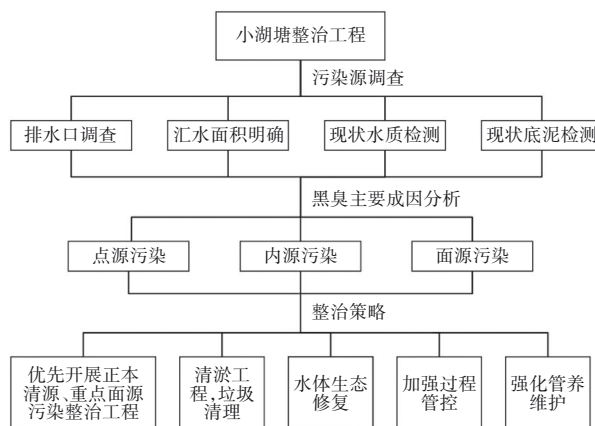 小湖塘整治工程
污染源调查
排水口调查
汇水面积明确
现状水质检测
现状底泥检测
黑臭主要成因分析
点源污染
内源污染
面源污染
整治策略
优先开展正本
清源、重点面源
污染整治工程
清淤工
程,垃圾
清理
水体生态
修复
加强过程
管控
强化管养
维护